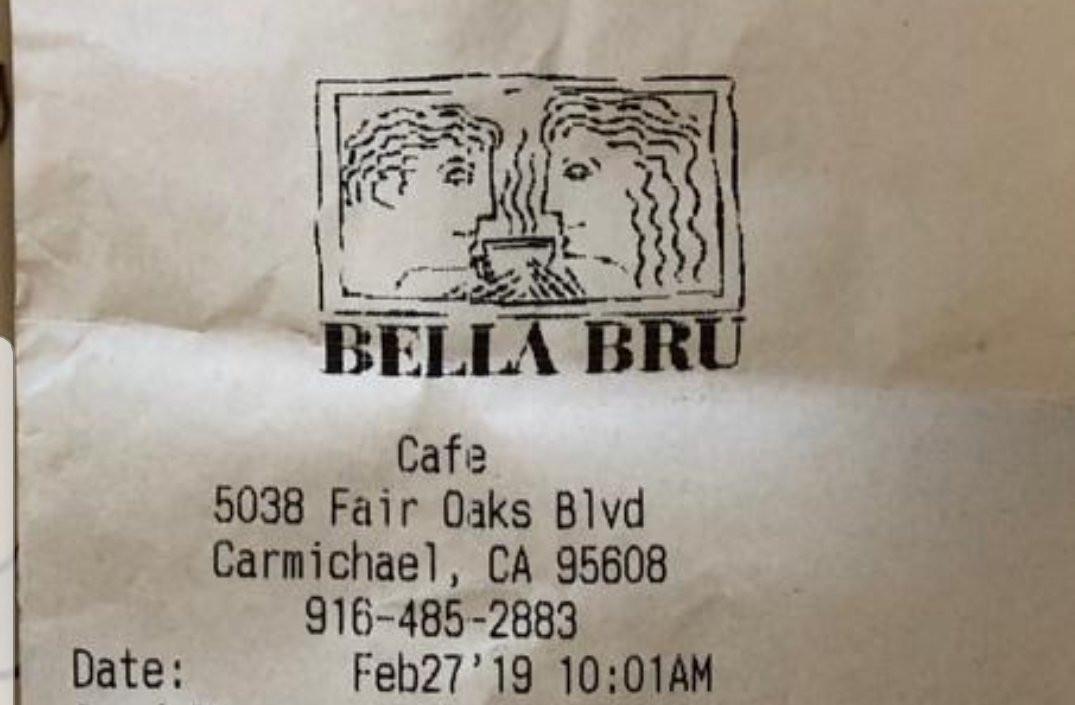 BELLA BRU
Cafe
5038 Fair Oaks Blvd
Carmichael, CA 95608
916-485-2883
Date: Feb27'19 10:01AM